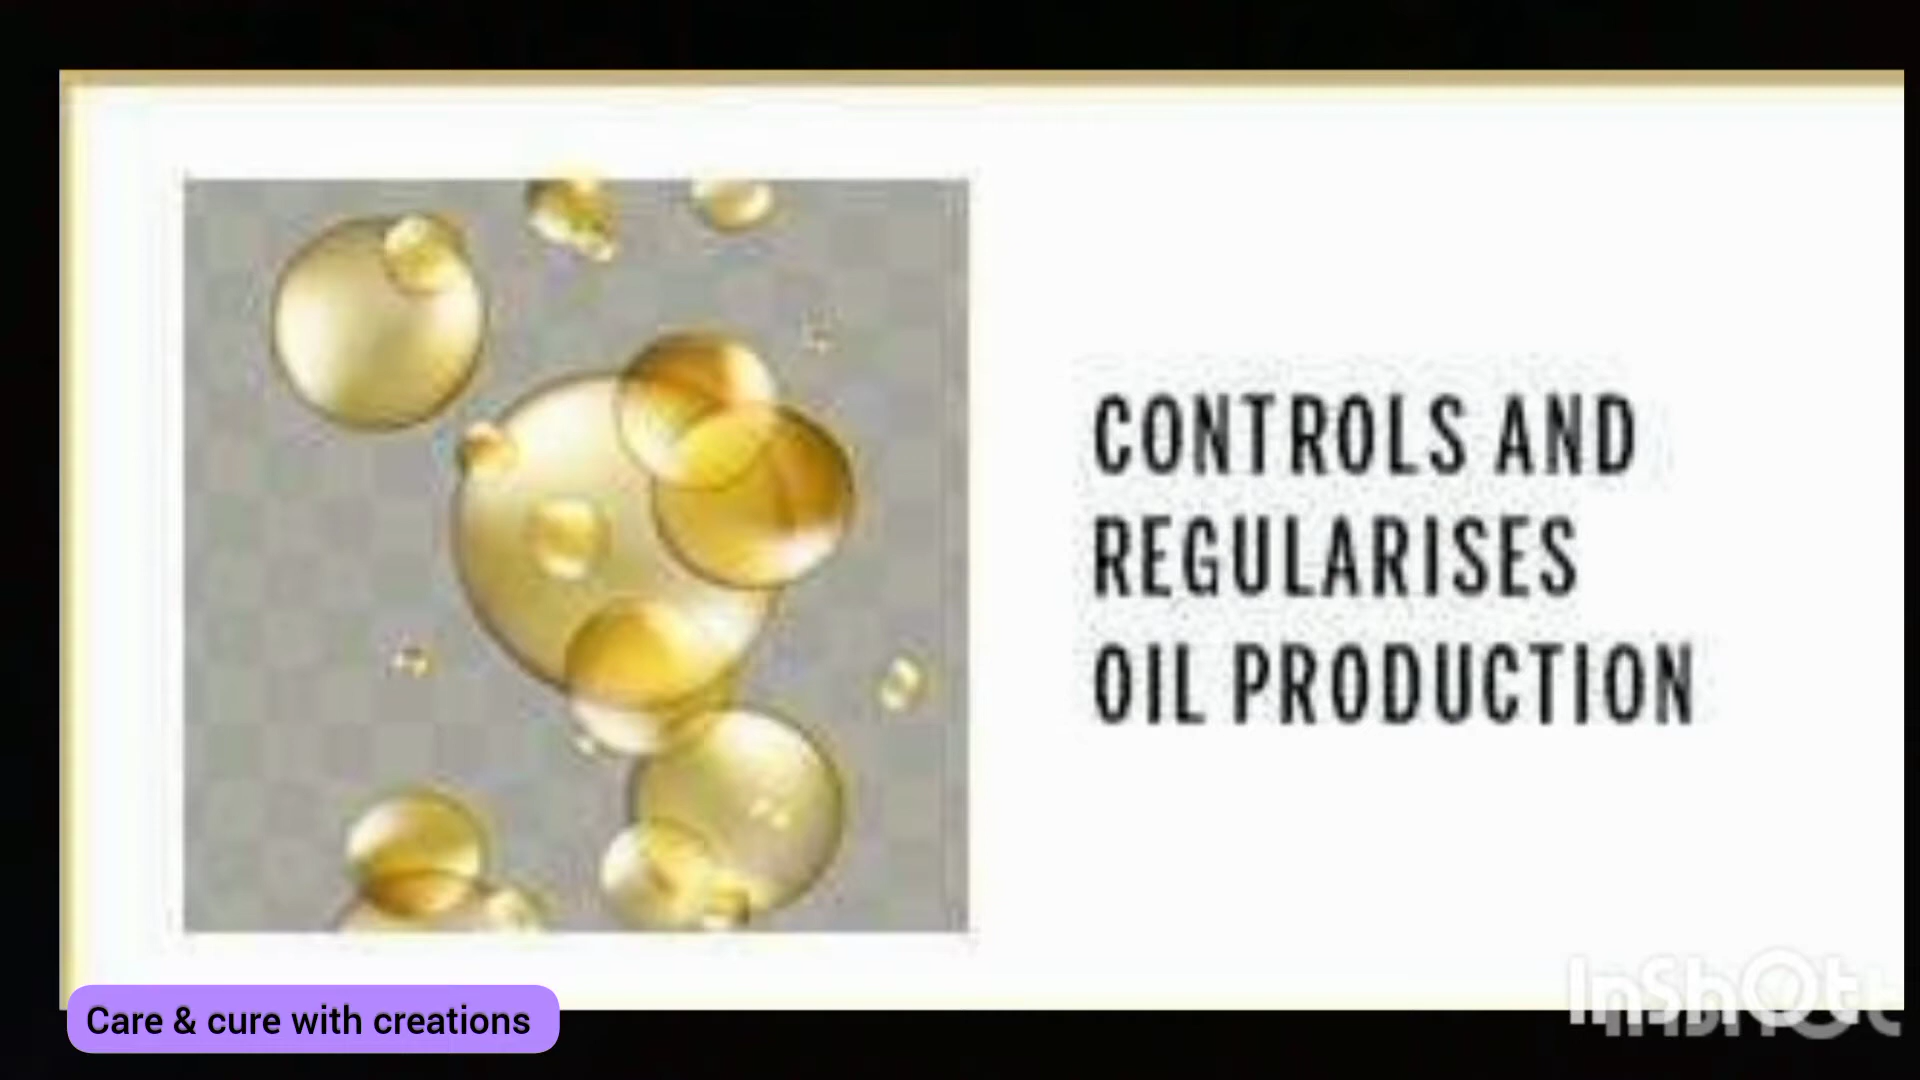 CONTROLS AND
REGULARISES
OIL PRODUCTION
Care & cure with creations
InShOt